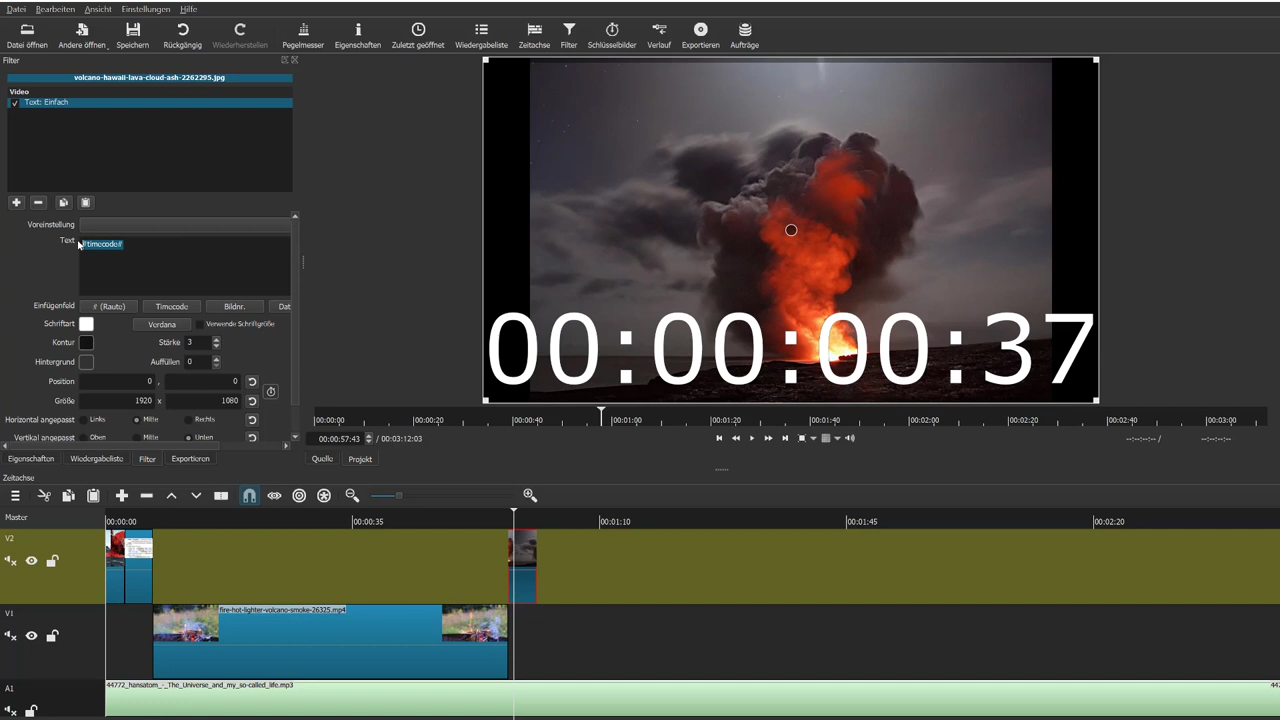 Datei Bearbeiten Ansicht Einstellungen Hilfe
Datei öffnen Andere öffnen Speichern Rückgängig Wiederherstellen Pegelmesser Eigenschaften Zuletzt geöffnet Wiedergabeliste Zeitachse Filter Schlüsselbilder Verlauf Exportieren Aufträge
Filter
volcano-hawaii-lava-cloud-ash-2262295.jpg
Video
Text: Einfach
Voreinstellung
Text #timecode#
Einfügenfeld # (Raute) Timecode Bildnr. Dat
Schriftart Verdana Verwende Schriftgröße
Kontur Stärke 3
Hintergrund Auffüllen 0
Position 0 , 0
Größe 1920 x 1080
Horizontal angepasst Links Mitte Rechts
Vertikal angepasst Oben Mitte Unten
Eigenschaften Wiedergabeliste Filter Exportieren
00:00:00:37
00:00:00 00:00:20 00:00:40 00:01:00 00:01:20 00:01:40 00:02:00 00:02:20 00:02:40 00:03:00
00:00:57:43 / 00:03:12:03 --:--:--:-- / --:--:--:--
Quelle Projekt
Zeitachse
Master 00:00:00 00:00:35 00:01:10 00:01:45 00:02:20
V2
V1 fire-hot-lighter-volcano-smoke-26325.mp4
A1 44772_hansatom_-_The_Universe_and_my_so-called_life.mp3 447